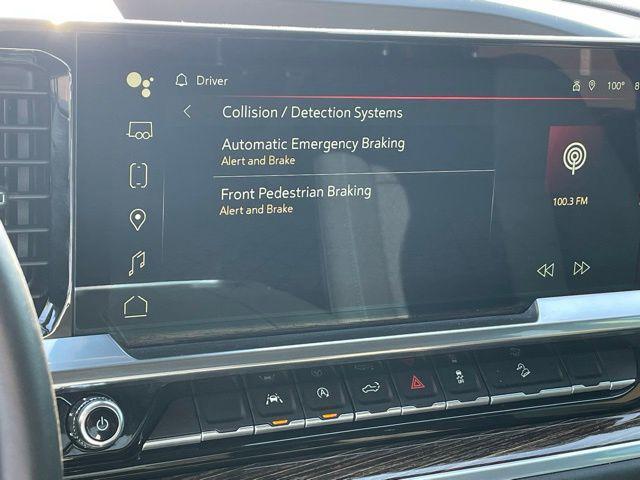 Driver
100° 8
Collision / Detection Systems
Automatic Emergency Braking
Alert and Brake
Front Pedestrian Braking
Alert and Brake
100.3 FM